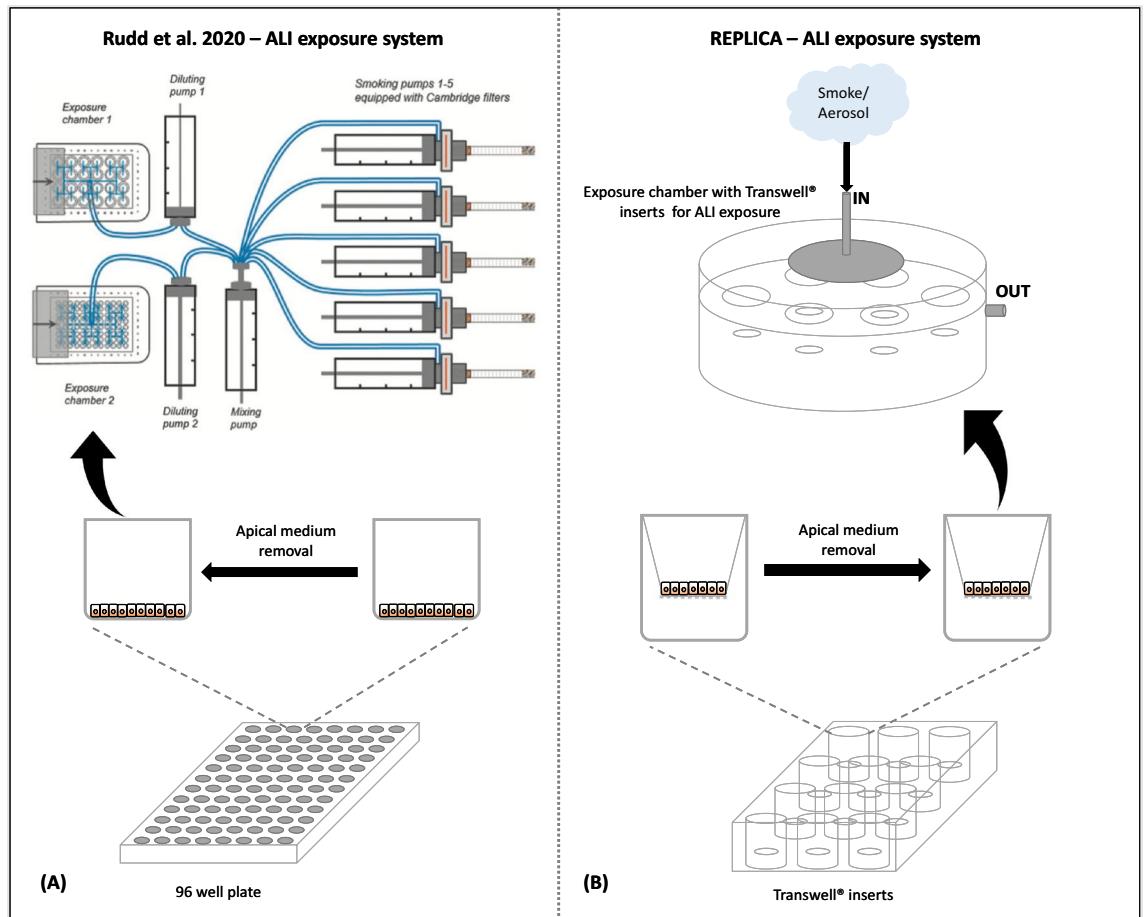 Rudd et al. 2020 – ALI exposure system
Diluting
pump 1
Smoking pumps 1-5
equipped with Cambridge filters
Exposure
chamber 1
Exposure
chamber 2
Diluting
pump 2
Mixing
pump
Apical medium
removal
(A)
96 well plate
REPLICA – ALI exposure system
Smoke/
Aerosol
Exposure chamber with Transwell®
inserts for ALI exposure
IN
OUT
Apical medium
removal
(B)
Transwell® inserts